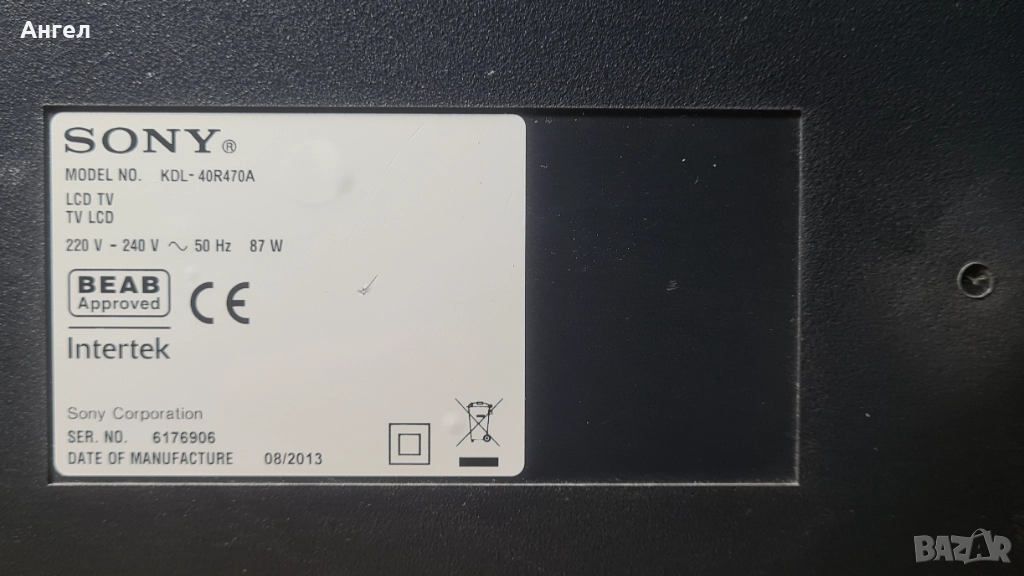 Ангел
SONY®
MODEL NO. KDL-40R470A
LCD TV
TV LCD
220 V - 240 V ~ 50 Hz 87 W
BEAB
Approved
CE
Intertek
Sony Corporation
SER. NO. 6176906
DATE OF MANUFACTURE 08/2013
BAZAR